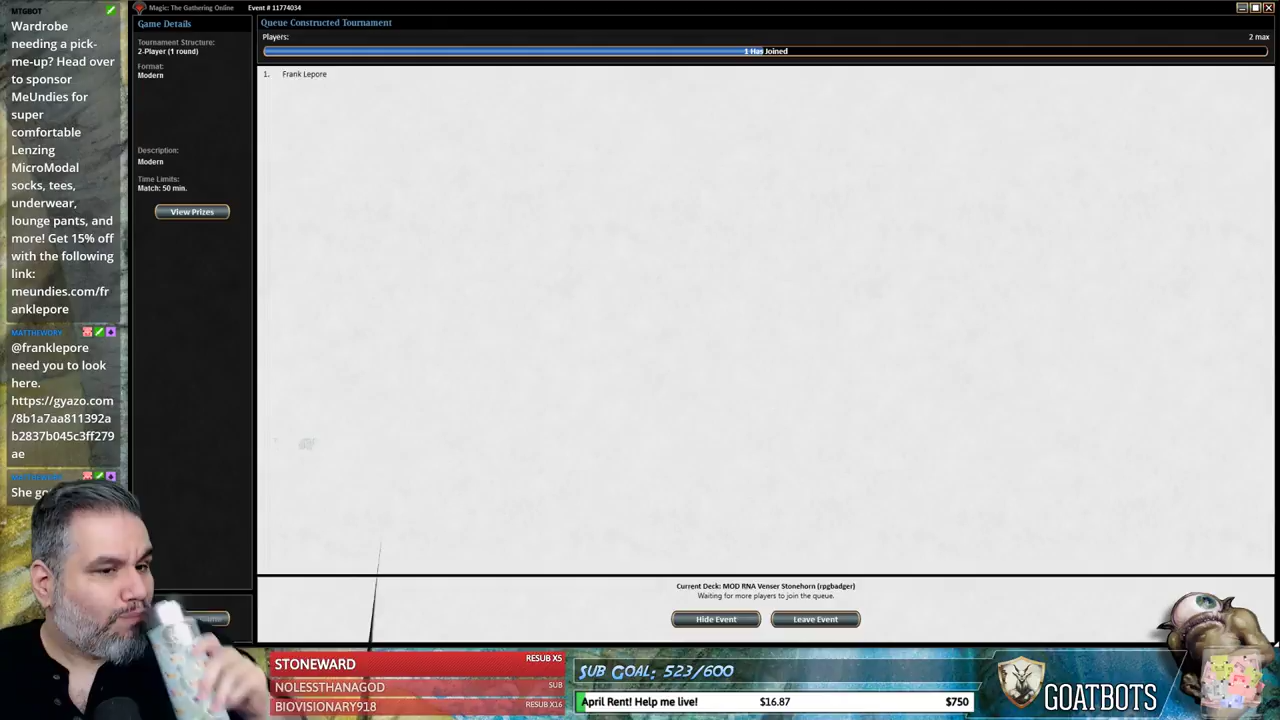 MTGBOT
Wardrobe
needing a pick-
me-up? Head over
to sponsor
MeUndies for
super
comfortable
Lenzing
MicroModal
socks, tees,
underwear,
lounge pants, and
more! Get 15% off
with the following
link:
meundies.com/fr
anklepore
MATTHEWDRY
@franklepore
need you to look
here.
https://gyazo.com
/8b1a7aa811392a
b2837b045c3ff279
ae
She
Magic: The Gathering Online Event # 11774034
Game Details
Tournament Structure:
2-Player (1 round)
Format:
Modern
Description:
Modern
Time Limits:
Match: 50 min.
View Prizes
Queue Constructed Tournament
Players: 2 max
1 Has Joined
1. Frank Lepore
Current Deck: MOD RNA Venser Stonehorn (rpgbadger)
Waiting for more players to join the queue.
Hide Event Leave Event
STONEWARD RESUB X5
NOLESSTHANAGOD SUB
BIOVISIONARY918 RESUB X16
SUB GOAL: 523/600
April Rent! Help me live! $16.87 $750
GOATBOTS